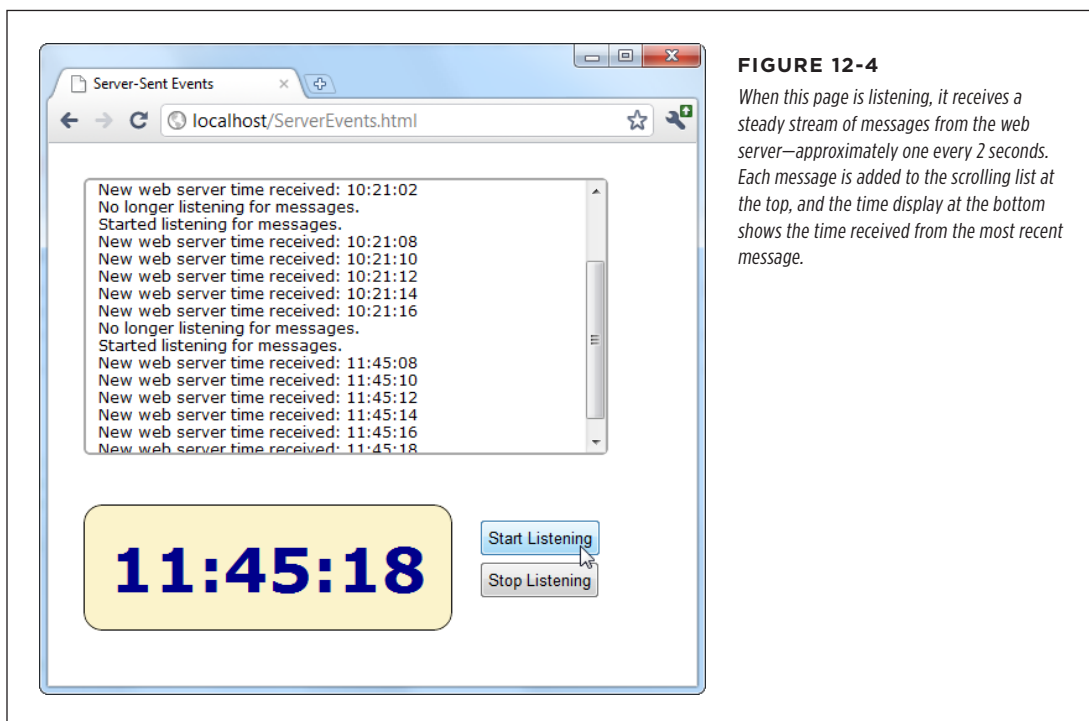 Server-Sent Events
localhost/ServerEvents.html
New web server time received: 10:21:02
No longer listening for messages.
Started listening for messages.
New web server time received: 10:21:08
New web server time received: 10:21:10
New web server time received: 10:21:12
New web server time received: 10:21:14
New web server time received: 10:21:16
No longer listening for messages.
Started listening for messages.
New web server time received: 11:45:08
New web server time received: 11:45:10
New web server time received: 11:45:12
New web server time received: 11:45:14
New web server time received: 11:45:16
New web server time received: 11:45:18
11:45:18
Start Listening
Stop Listening
FIGURE 12-4
When this page is listening, it receives a
steady stream of messages from the web
server—approximately one every 2 seconds.
Each message is added to the scrolling list at
the top, and the time display at the bottom
shows the time received from the most recent
message.